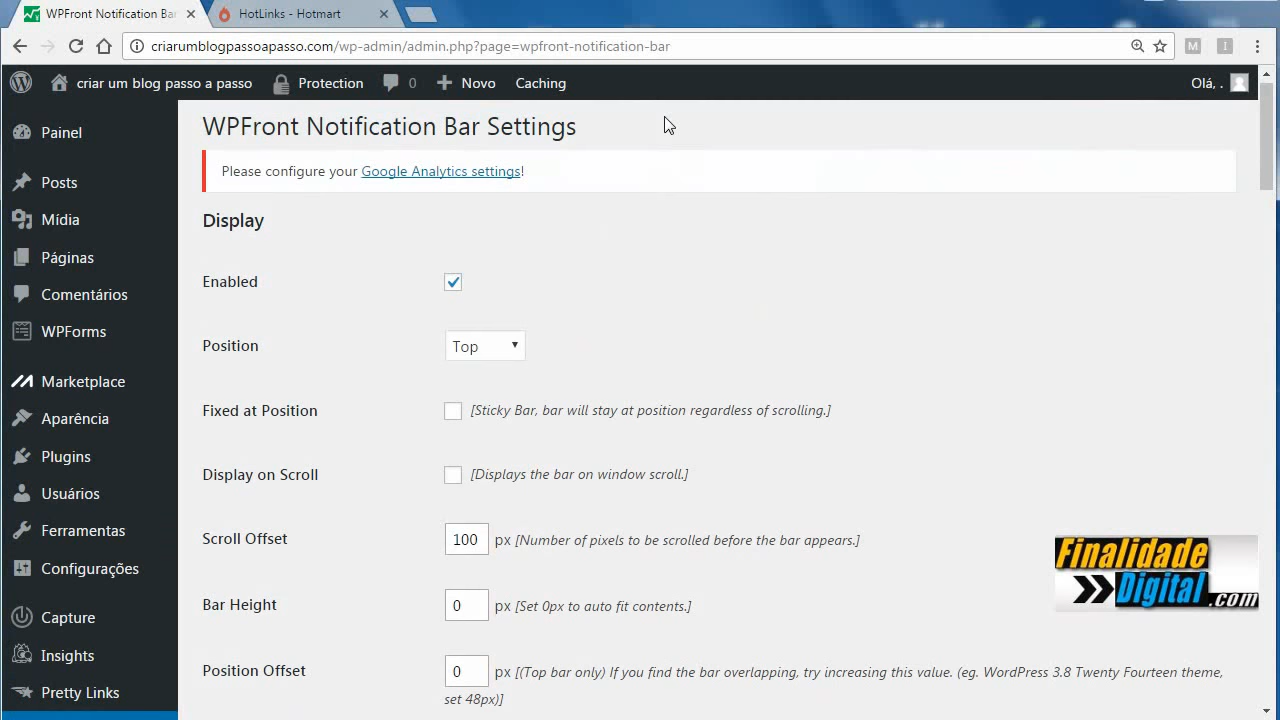 WPFront Notification Bar
HotLinks - Hotmart
criarumblogpassoapasso.com/wp-admin/admin.php?page=wpfront-notification-bar
M
I
criar um blog passo a passo
Protection
0
Novo
Caching
Olá, .
Painel
Posts
Mídia
Páginas
Comentários
WPForms
Marketplace
Aparência
Plugins
Usuários
Ferramentas
Configurações
Capture
Insights
Pretty Links
WPFront Notification Bar Settings
Please configure your Google Analytics settings!
Display
Enabled
Position
Top
Fixed at Position
[Sticky Bar, bar will stay at position regardless of scrolling.]
Display on Scroll
[Displays the bar on window scroll.]
Scroll Offset
100 px [Number of pixels to be scrolled before the bar appears.]
Bar Height
0 px [Set 0px to auto fit contents.]
Position Offset
0 px [(Top bar only) If you find the bar overlapping, try increasing this value. (eg. WordPress 3.8 Twenty Fourteen theme,
set 48px)]
Finalidade
Digital.com